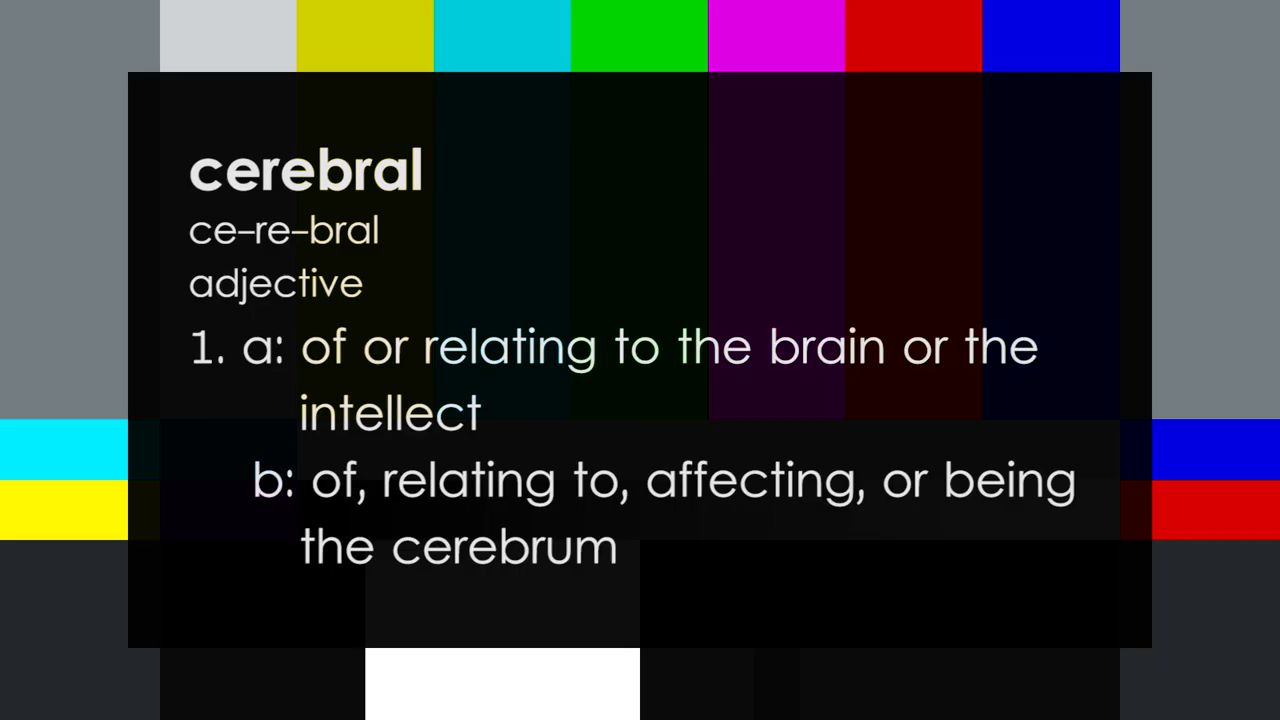 cerebral
ce–re–bral
adjective
1. a: of or relating to the brain or the
intellect
b: of, relating to, affecting, or being
the cerebrum